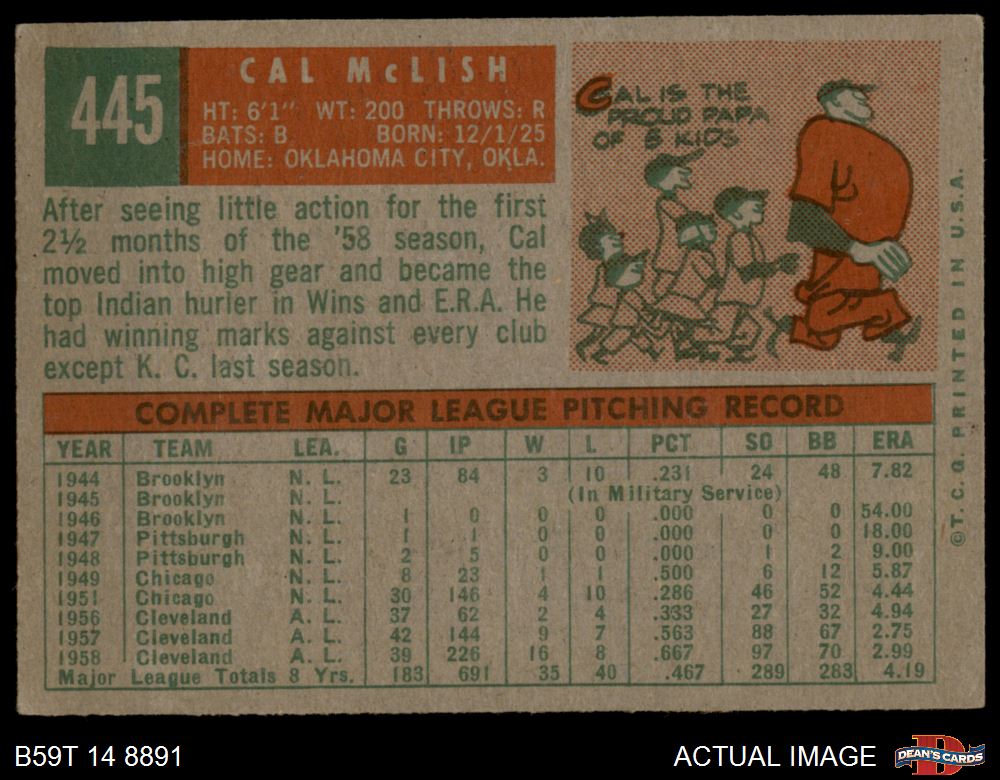 445
CAL McLISH
HT: 6'1" WT: 200 THROWS: R
BATS: B BORN: 12/1/25
HOME: OKLAHOMA CITY, OKLA.
CAL IS THE
PROUD PAPA
OF 5 KIDS
After seeing little action for the first
2½ months of the '58 season, Cal
moved into high gear and became the
top Indian hurler in Wins and E.R.A. He
had winning marks against every club
except K. C. last season.
COMPLETE MAJOR LEAGUE PITCHING RECORD
YEAR TEAM LEA. G IP W L PCT SO BB ERA
1944 Brooklyn N. L. 23 84 3 10 .231 24 48 7.82
1945 Brooklyn N. L. (In Military Service)
1946 Brooklyn N. L. 1 0 0 0 .000 0 0 54.00
1947 Pittsburgh N. L. 1 1 0 0 .000 0 0 18.00
1948 Pittsburgh N. L. 2 5 0 0 .000 1 2 9.00
1949 Chicago N. L. 8 23 1 1 .500 6 12 5.87
1951 Chicago N. L. 30 146 4 10 .286 46 52 4.44
1956 Cleveland A. L. 37 62 2 4 .333 27 32 4.94
1957 Cleveland A. L. 42 144 9 7 .563 88 67 2.75
1958 Cleveland A. L. 39 226 16 8 .667 97 70 2.99
Major League Totals 8 Yrs. 183 691 35 40 .467 289 283 4.19
©T. C. G. PRINTED IN U.S.A.
B59T 14 8891
ACTUAL IMAGE
DEAN'S CARDS